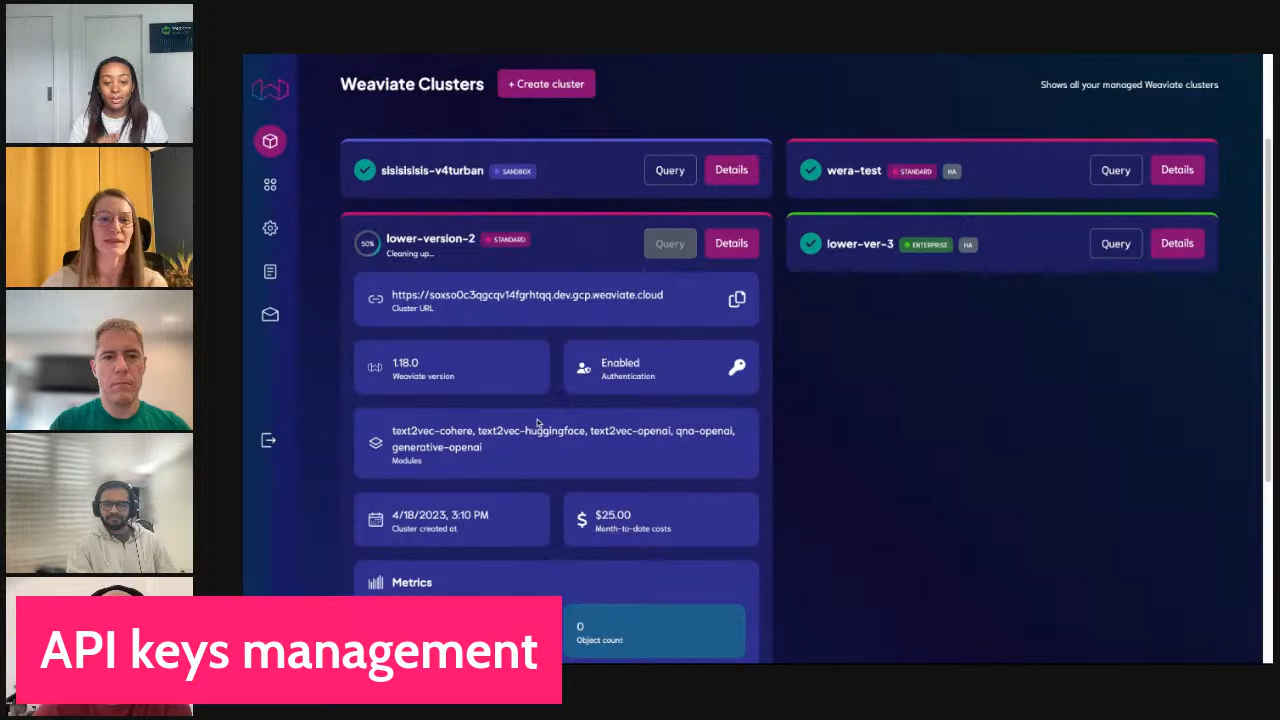 Weaviate Clusters
+ Create cluster
Shows all your managed Weaviate clusters
sisisisisis-v4turban
SANDBOX
Query
Details
wera-test
STANDARD
HA
Query
Details
50%
lower-version-2
STANDARD
Cleaning up...
Query
Details
lower-ver-3
ENTERPRISE
HA
Query
Details
https://soxso0c3qgcqv14fgrhtqq.dev.gcp.weaviate.cloud
Cluster URL
1.18.0
Weaviate version
Enabled
Authentication
text2vec-cohere, text2vec-huggingface, text2vec-openai, qna-openai,
generative-openai
Modules
4/18/2023, 3:10 PM
Cluster created at
$25.00
Month-to-date costs
Metrics
0
Object count
API keys management